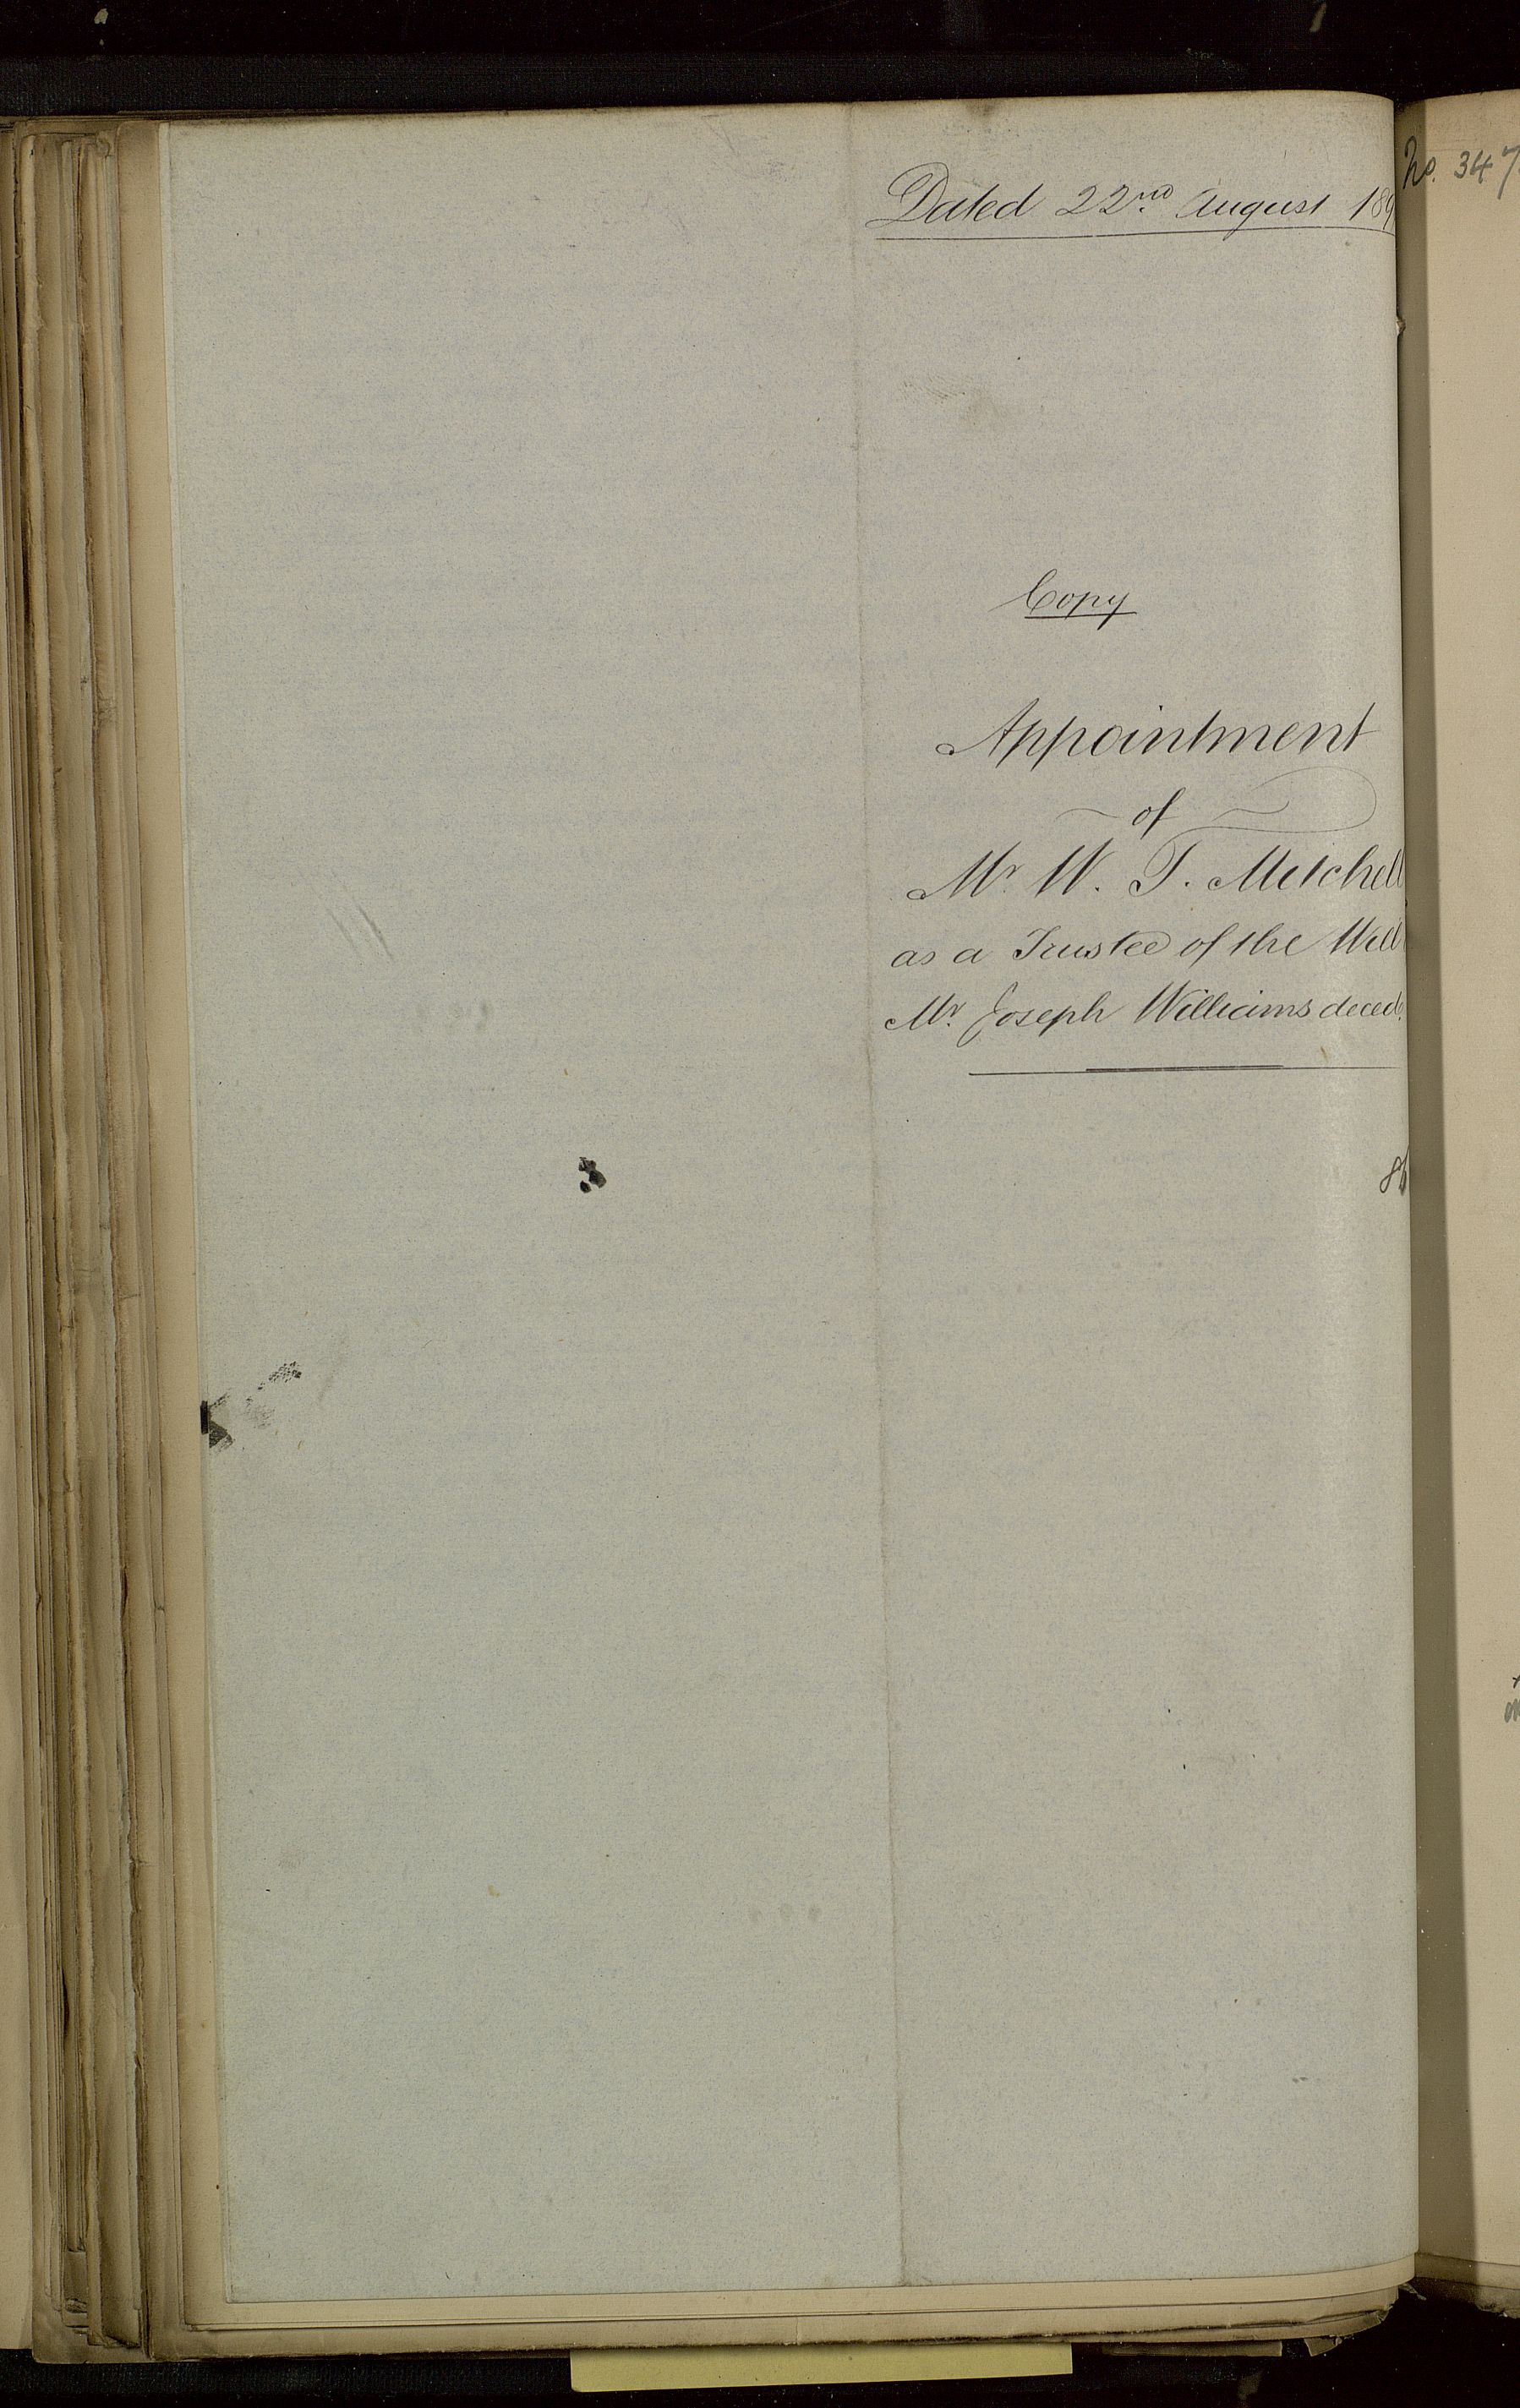 Dated 22nd August 189
Copy
Appointment
of
Mr W. T. Mitchell
as a Trustee of the Will
Mr. Joseph Williams deced.
86
No. 347